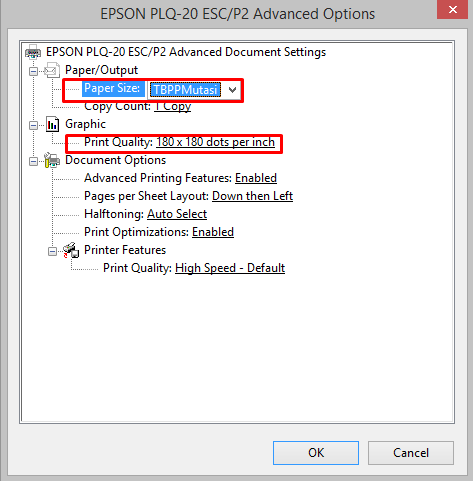 EPSON PLQ-20 ESC/P2 Advanced Options
EPSON PLQ-20 ESC/P2 Advanced Document Settings
Paper/Output
Paper Size: TBPPMutasi
Copy Count: 1 Copy
Graphic
Print Quality: 180 x 180 dots per inch
Document Options
Advanced Printing Features: Enabled
Pages per Sheet Layout: Down then Left
Halftoning: Auto Select
Print Optimizations: Enabled
Printer Features
Print Quality: High Speed - Default
OK Cancel